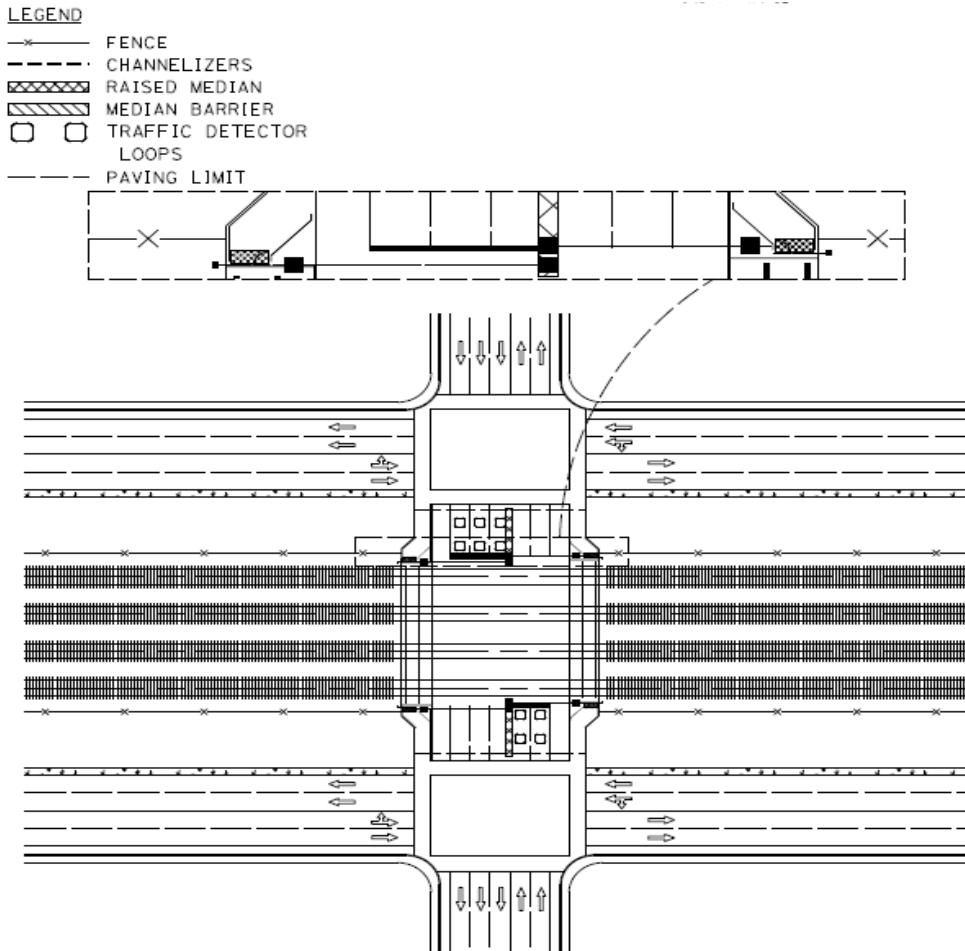 LEGEND
FENCE
CHANNELIZERS
RAISED MEDIAN
MEDIAN BARRIER
TRAFFIC DETECTOR
LOOPS
PAVING LIMIT